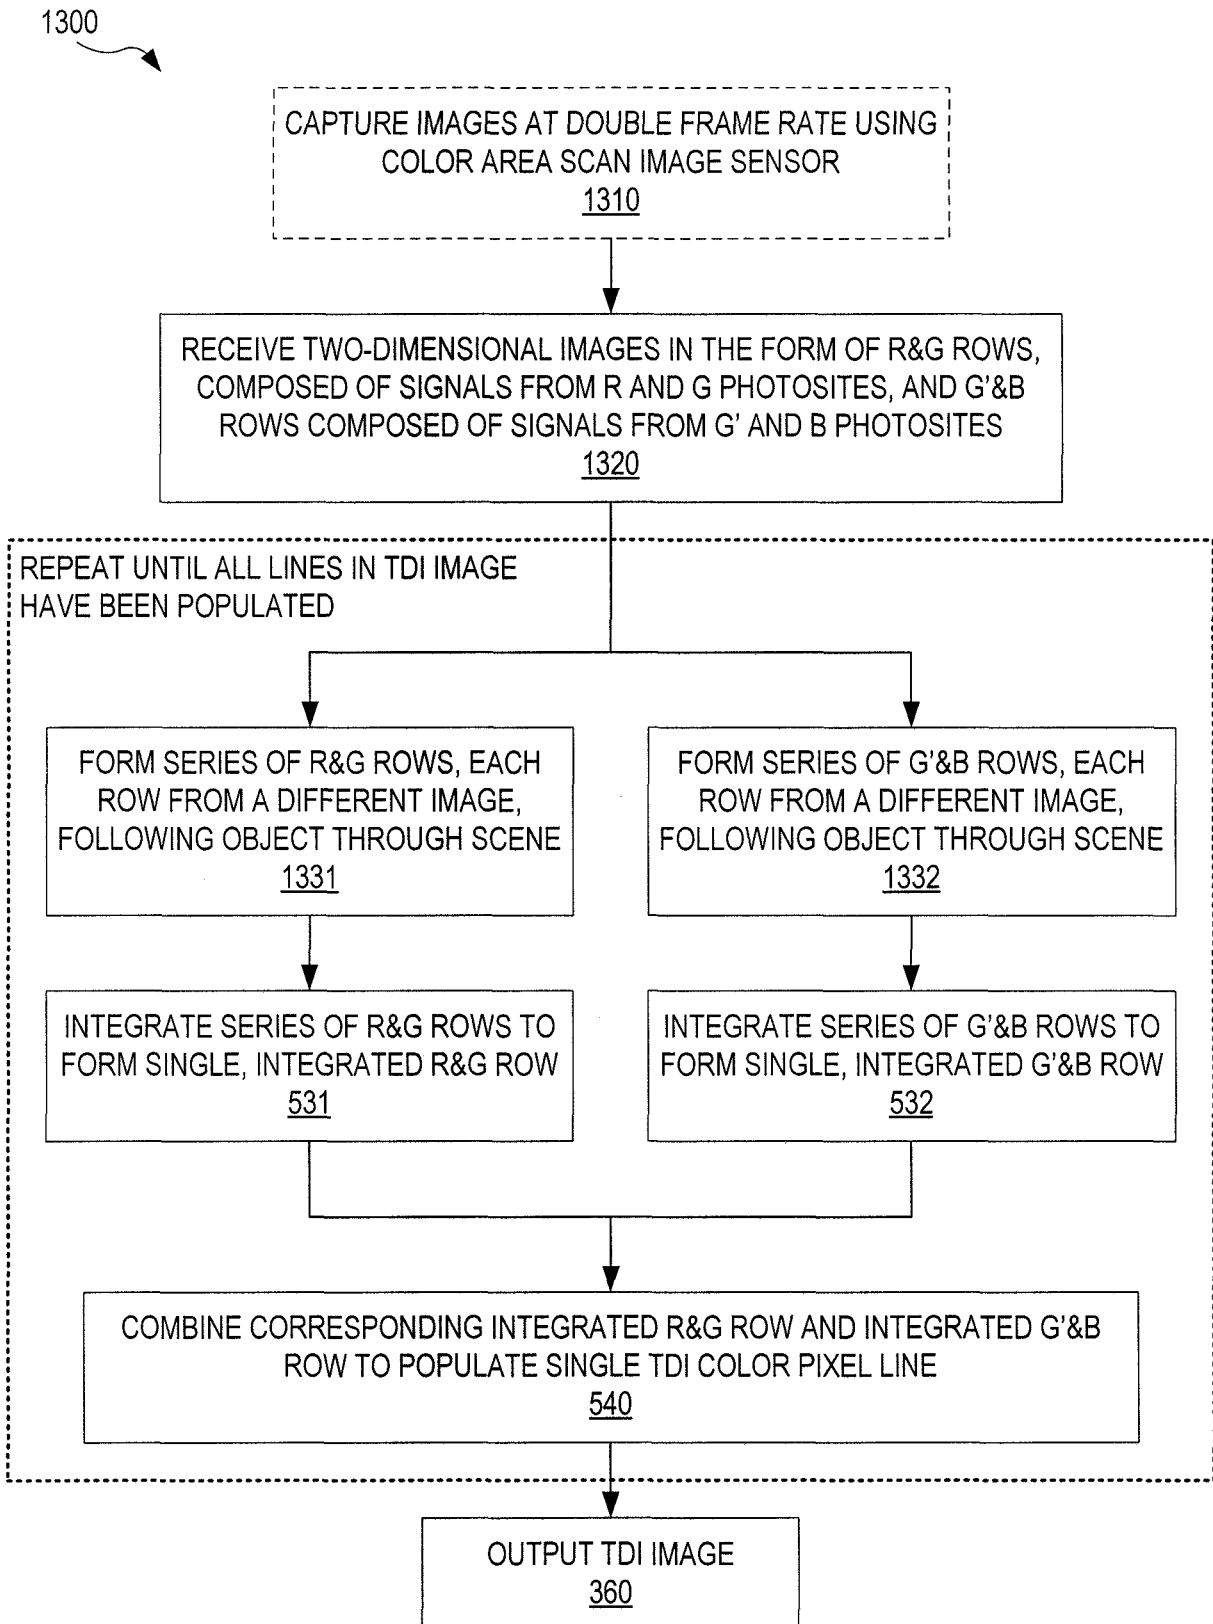 1300
CAPTURE IMAGES AT DOUBLE FRAME RATE USING
COLOR AREA SCAN IMAGE SENSOR
1310
RECEIVE TWO-DIMENSIONAL IMAGES IN THE FORM OF R&G ROWS,
COMPOSED OF SIGNALS FROM R AND G PHOTOSITES, AND G'&B
ROWS COMPOSED OF SIGNALS FROM G' AND B PHOTOSITES
1320
REPEAT UNTIL ALL LINES IN TDI IMAGE
HAVE BEEN POPULATED
FORM SERIES OF R&G ROWS, EACH
ROW FROM A DIFFERENT IMAGE,
FOLLOWING OBJECT THROUGH SCENE
1331
FORM SERIES OF G'&B ROWS, EACH
ROW FROM A DIFFERENT IMAGE,
FOLLOWING OBJECT THROUGH SCENE
1332
INTEGRATE SERIES OF R&G ROWS TO
FORM SINGLE, INTEGRATED R&G ROW
531
INTEGRATE SERIES OF G'&B ROWS TO
FORM SINGLE, INTEGRATED G'&B ROW
532
COMBINE CORRESPONDING INTEGRATED R&G ROW AND INTEGRATED G'&B
ROW TO POPULATE SINGLE TDI COLOR PIXEL LINE
540
OUTPUT TDI IMAGE
360